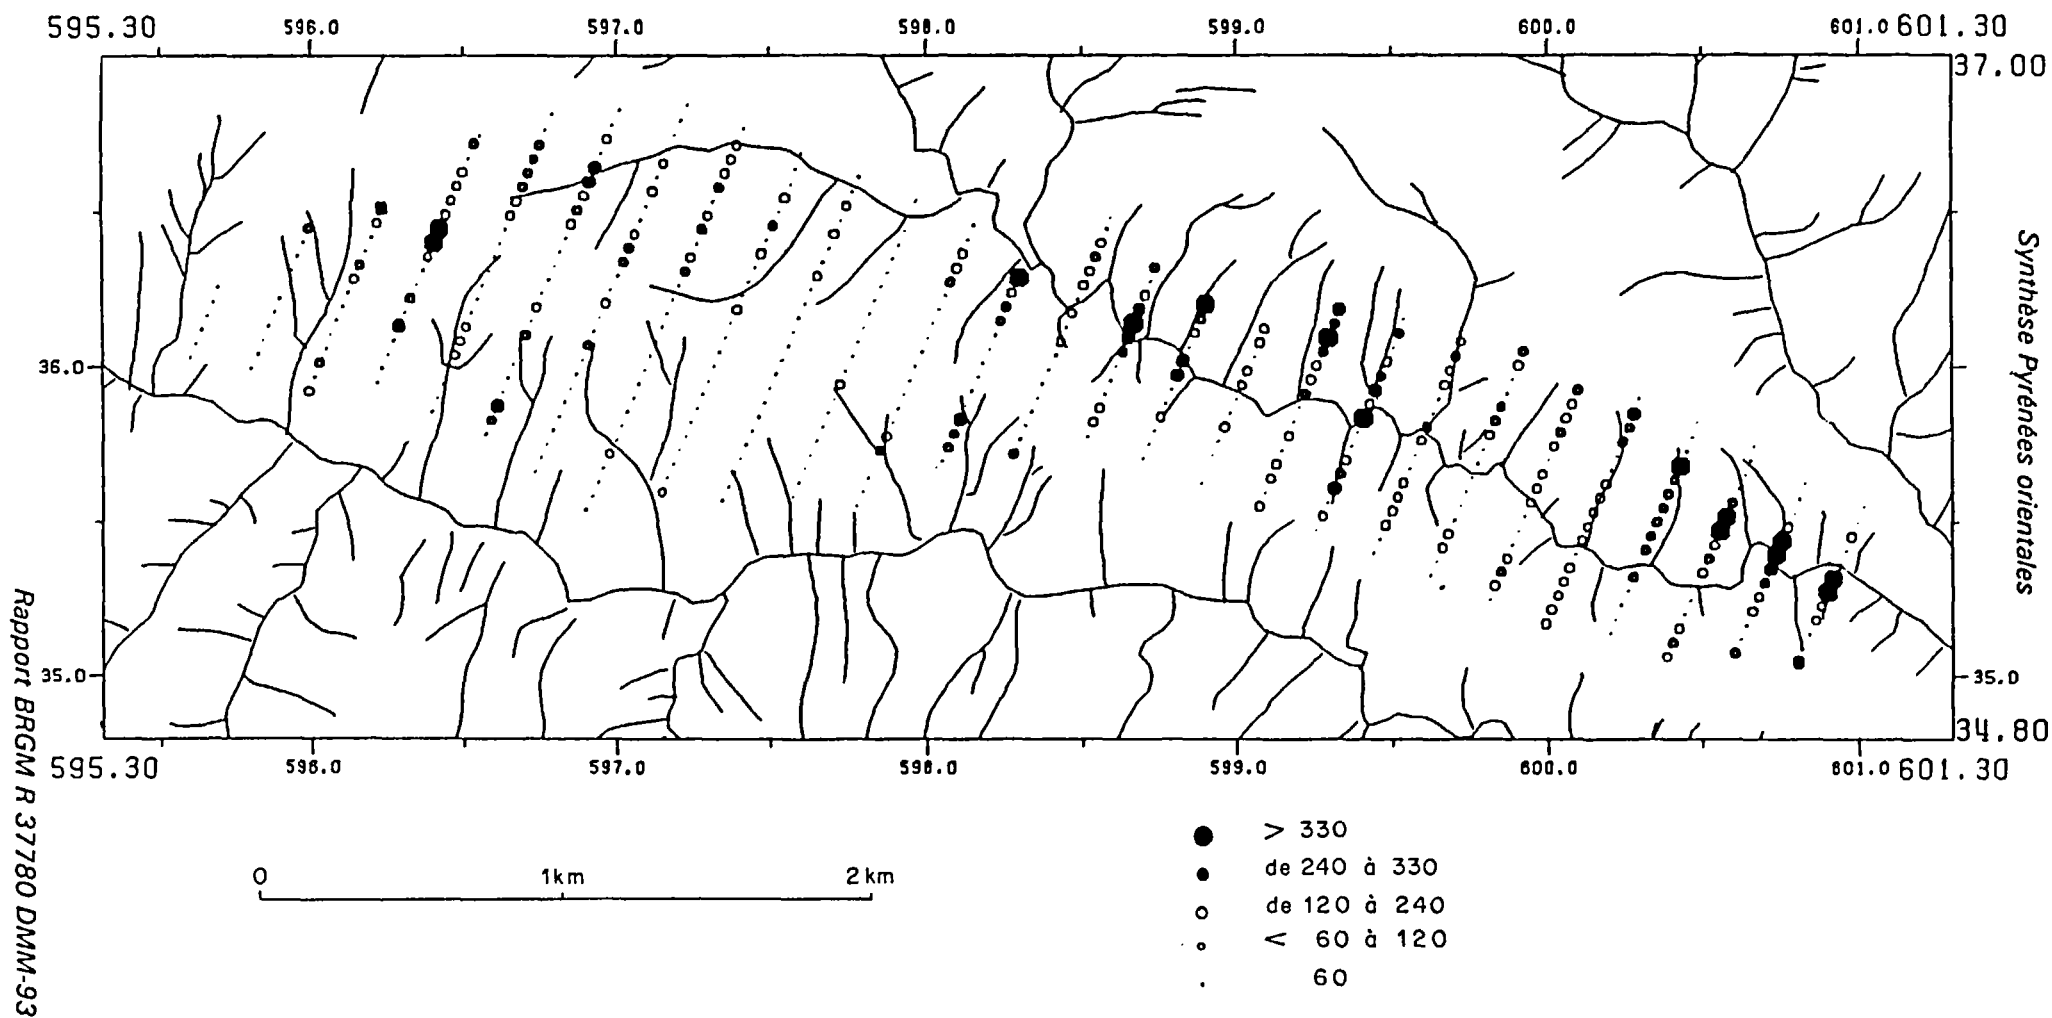 595.30 596.0 597.0 598.0 599.0 600.0 601.0 601.30
37.00
36.0
35.0 35.0
34.80
595.30 596.0 597.0 598.0 599.0 600.0 601.0 601.30
Synthèse Pyrénées orientales
Rapport BRGM R 37780 DMM-93
0 1km 2km
> 330
de 240 à 330
de 120 à 240
< 60 à 120
60